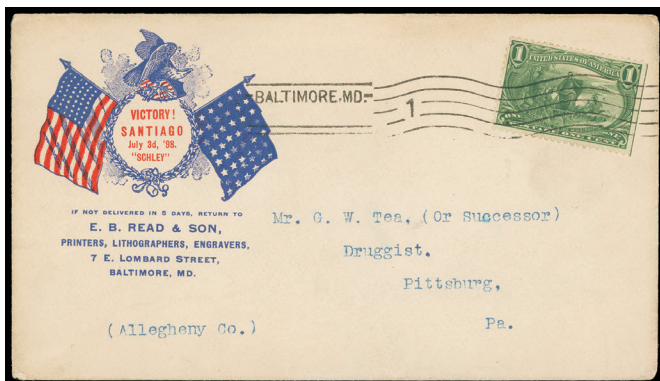 VICTORY!
SANTIAGO
July 3d, '98.
"SCHLEY"
BALTIMORE, MD.
1
1 UNITED STATES OF AMERICA 1
IF NOT DELIVERED IN 5 DAYS, RETURN TO
E. B. READ & SON,
PRINTERS, LITHOGRAPHERS, ENGRAVERS,
7 E. LOMBARD STREET,
BALTIMORE, MD.
Mr. G. W. Tea, (Or Successor)
Druggist.
Pittsburg,
Pa.
(Allegheny Co.)